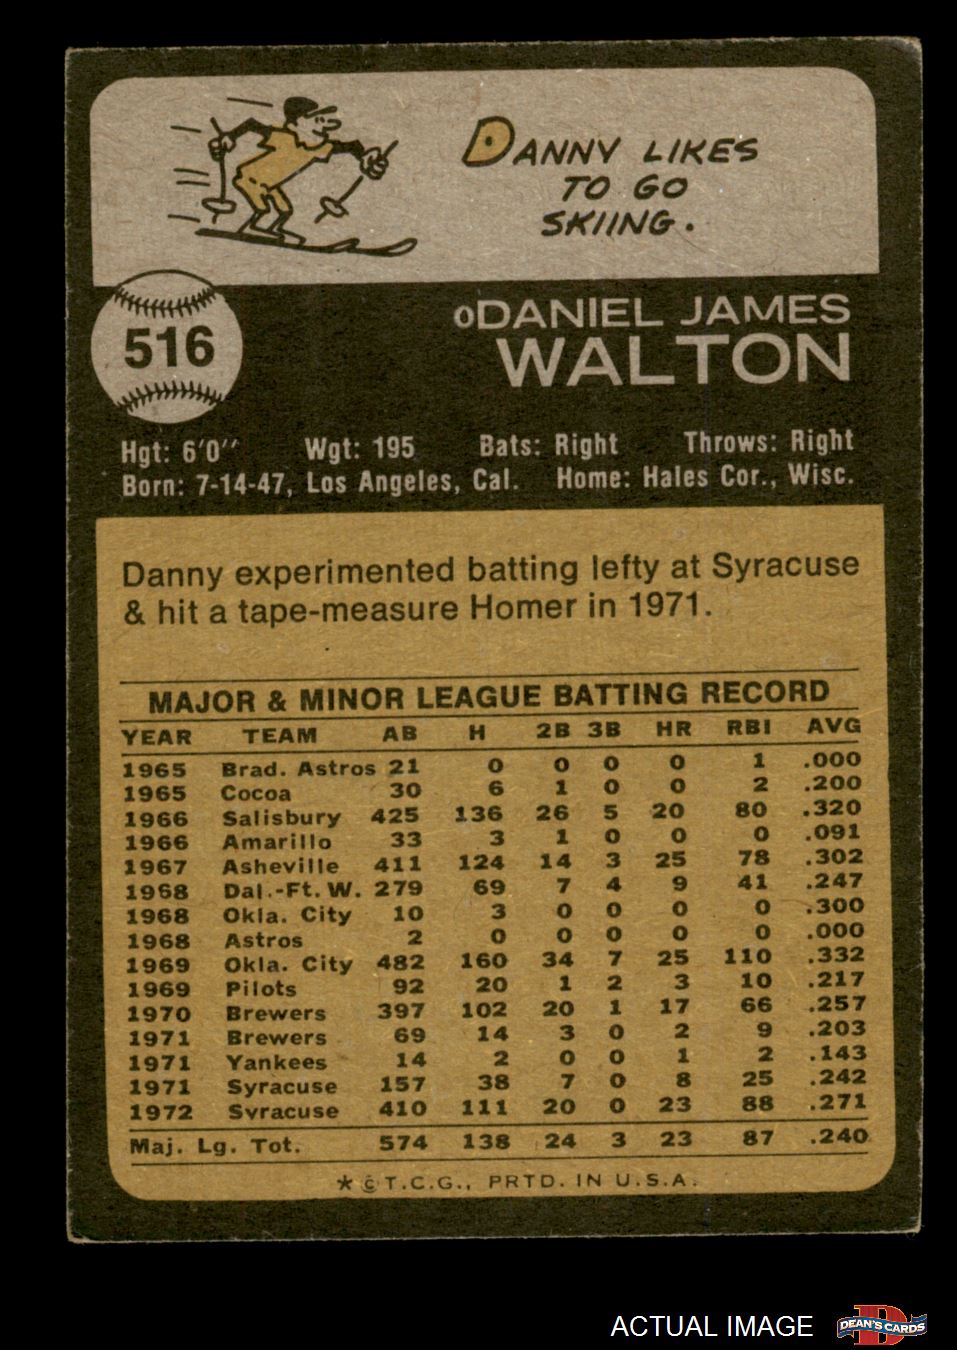 DANNY LIKES
TO GO
SKIING.
516
DANIEL JAMES
WALTON
Hgt: 6'0" Wgt: 195 Bats: Right Throws: Right
Born: 7-14-47, Los Angeles, Cal. Home: Hales Cor., Wisc.
Danny experimented batting lefty at Syracuse
& hit a tape-measure Homer in 1971.
MAJOR & MINOR LEAGUE BATTING RECORD
YEAR TEAM AB H 2B 3B HR RBI AVG
1965 Brad. Astros 21 0 0 0 0 1 .000
1965 Cocoa 30 6 1 0 0 2 .200
1966 Salisbury 425 136 26 5 20 80 .320
1966 Amarillo 33 3 1 0 0 0 .091
1967 Asheville 411 124 14 3 25 78 .302
1968 Dal.-Ft. W. 279 69 7 4 9 41 .247
1968 Okla. City 10 3 0 0 0 0 .300
1968 Astros 2 0 0 0 0 0 .000
1969 Okla. City 482 160 34 7 25 110 .332
1969 Pilots 92 20 1 2 3 10 .217
1970 Brewers 397 102 20 1 17 66 .257
1971 Brewers 69 14 3 0 2 9 .203
1971 Yankees 14 2 0 0 1 2 .143
1971 Syracuse 157 38 7 0 8 25 .242
1972 Syracuse 410 111 20 0 23 88 .271
Maj. Lg. Tot. 574 138 24 3 23 87 .240
* © T.C.G., PRTD. IN U.S.A.
ACTUAL IMAGE
D
DEAN'S CARDS